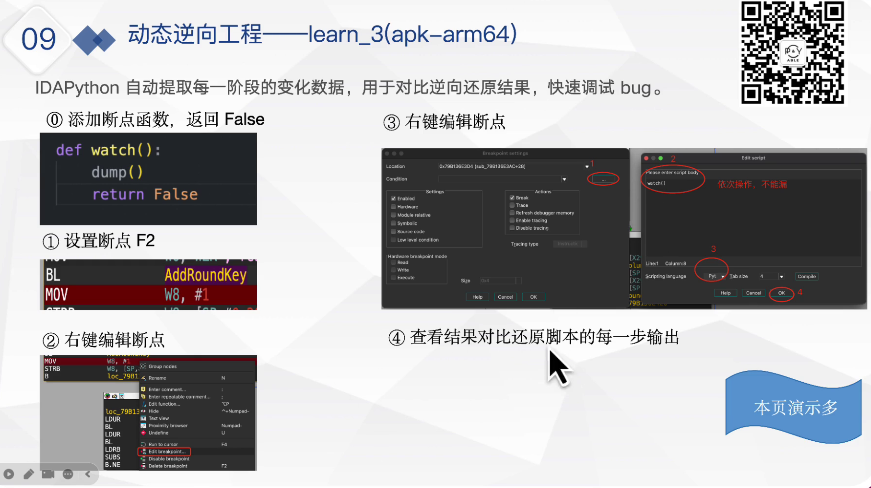 09
动态逆向工程——learn_3(apk-arm64)
IDAPython 自动提取每一阶段的变化数据，用于对比逆向还原结果，快速调试 bug。
⓪ 添加断点函数，返回 False
def watch():
dump()
return False
① 设置断点 F2
BL AddRoundKey
MOV W8, #1
② 右键编辑断点
MOV W8, #1
STRB W8, [SP,
B loc_79B1
Group nodes
Rename N
Enter comment... :
Enter repeatable comment... ;
Edit function...
Hide
Text view
Proximity browser
Undefine U
Run to cursor F4
Edit breakpoint...
Disable breakpoint
Delete breakpoint F2
loc_79B13
LDUR
BL
LDUR
BL
LDRB
SUBS
B.NE
③ 右键编辑断点
Breakpoint settings
Location
Condition
1
Settings
Enabled
Hardware
Module relative
Symbolic
Source code
Low level condition
Actions
Break
Trace
Refresh debugger memory
Enable tracing
Disable tracing
Tracing type
Hardware breakpoint mode
Read
Write
Execute
Size
Help Cancel OK
2
Edit script
Please enter script body
watch()
依次操作，不能漏
3
Line:1 Column:8
Scripting language Tab size 4 Compile
Help Cancel OK 4
④ 查看结果对比还原脚本的每一步输出
本页演示多